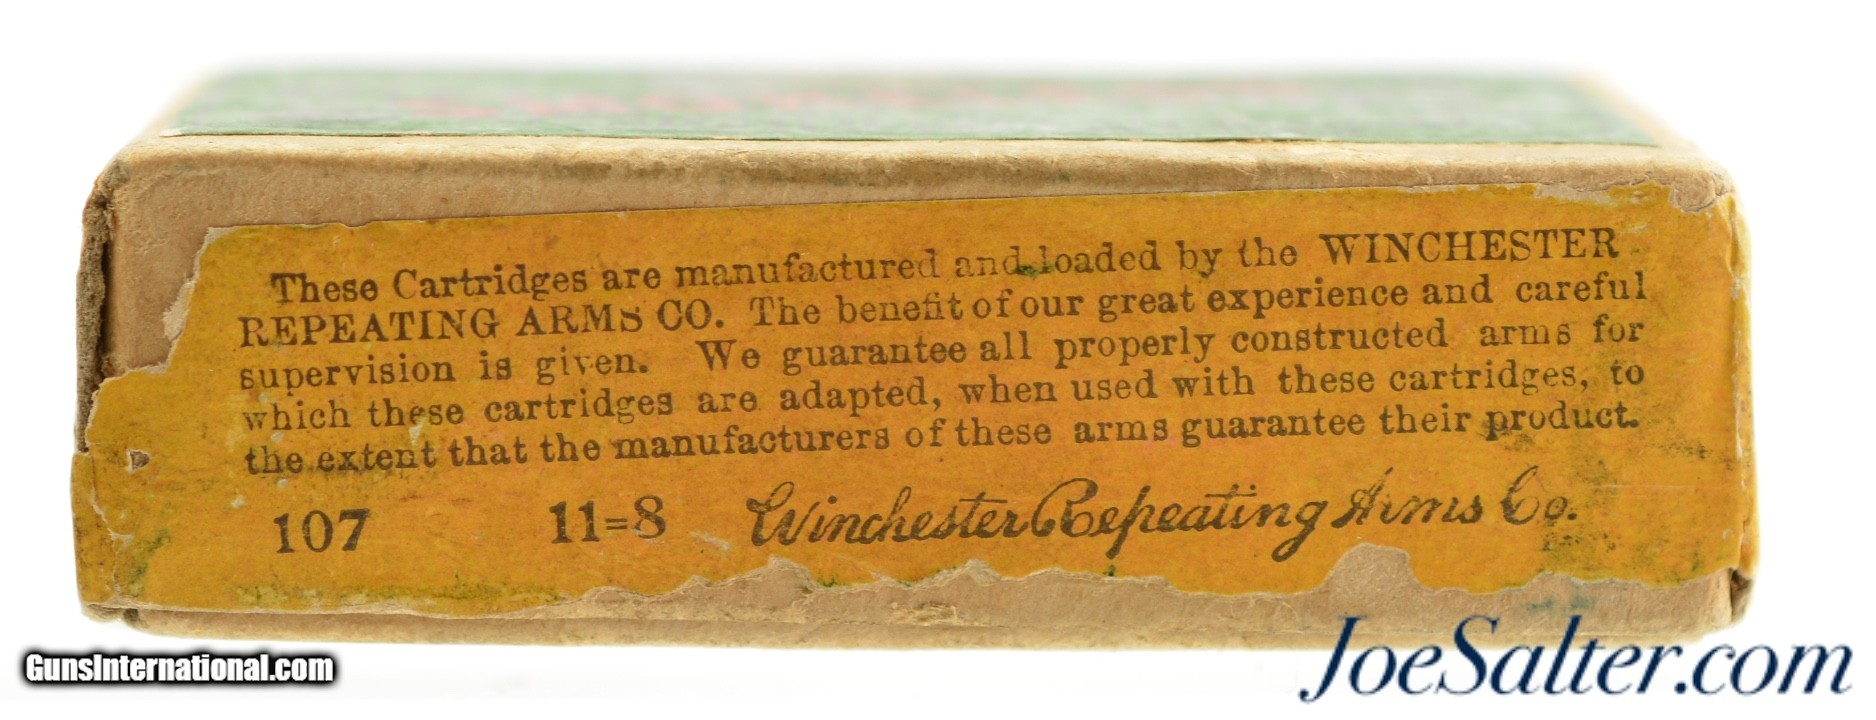 These Cartridges are manufactured and loaded by the WINCHESTER
REPEATING ARMS CO. The benefit of our great experience and careful
supervision is given. We guarantee all properly constructed arms for
which these cartridges are adapted, when used with these cartridges, to
the extent that the manufacturers of these arms guarantee their product.
107 11=8 Winchester Repeating Arms Co.
GunsInternational.com
JoeSalter.com